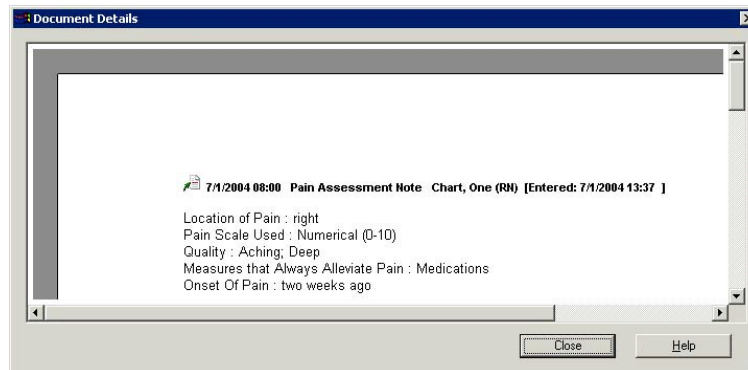 Document Details
7/1/2004 08:00 Pain Assessment Note Chart, One (RN) [Entered: 7/1/2004 13:37 ]
Location of Pain : right
Pain Scale Used : Numerical (0-10)
Quality : Aching; Deep
Measures that Always Alleviate Pain : Medications
Onset Of Pain : two weeks ago
Close Help